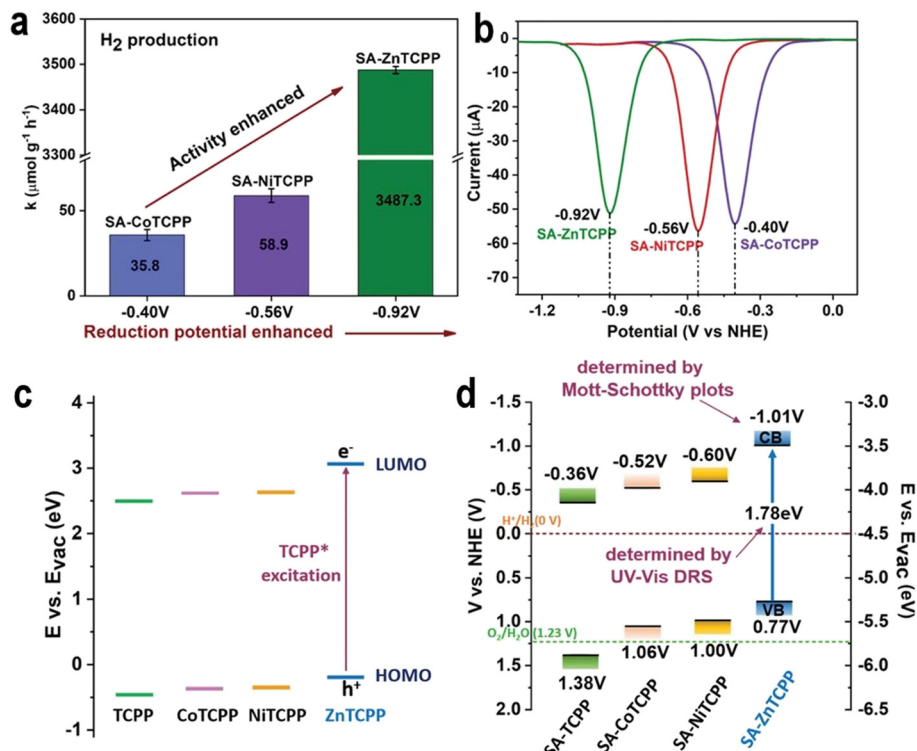 a
H2 production
SA-ZnTCPP
Activity enhanced
SA-NiTCPP
SA-CoTCPP
35.8
58.9
3487.3
k (μmol g-1 h-1)
3600
3500
3400
3300
50
0
-0.40V
-0.56V
-0.92V
Reduction potential enhanced
b
Current (μA)
0
-10
-20
-30
-40
-50
-60
-70
-0.92V
SA-ZnTCPP
-0.56V
SA-NiTCPP
-0.40V
SA-CoTCPP
-1.2
-0.9
-0.6
-0.3
0.0
Potential (V vs NHE)
c
E vs. Evac (eV)
4
3
2
1
0
-1
e-
LUMO
TCPP*
excitation
HOMO
h+
TCPP
CoTCPP
NiTCPP
ZnTCPP
d
determined by
Mott-Schottky plots
V vs. NHE (V)
-1.5
-1.0
-0.5
0.0
0.5
1.0
1.5
2.0
-0.36V
-0.52V
-0.60V
-1.01V
CB
H+/H2(0 V)
1.78eV
determined by
UV-Vis DRS
O2/H2O (1.23 V)
VB
0.77V
1.38V
1.06V
1.00V
E vs. Evac (eV)
-3.0
-3.5
-4.0
-4.5
-5.0
-5.5
-6.0
-6.5
SA-TCPP
SA-CoTCPP
SA-NiTCPP
SA-ZnTCPP